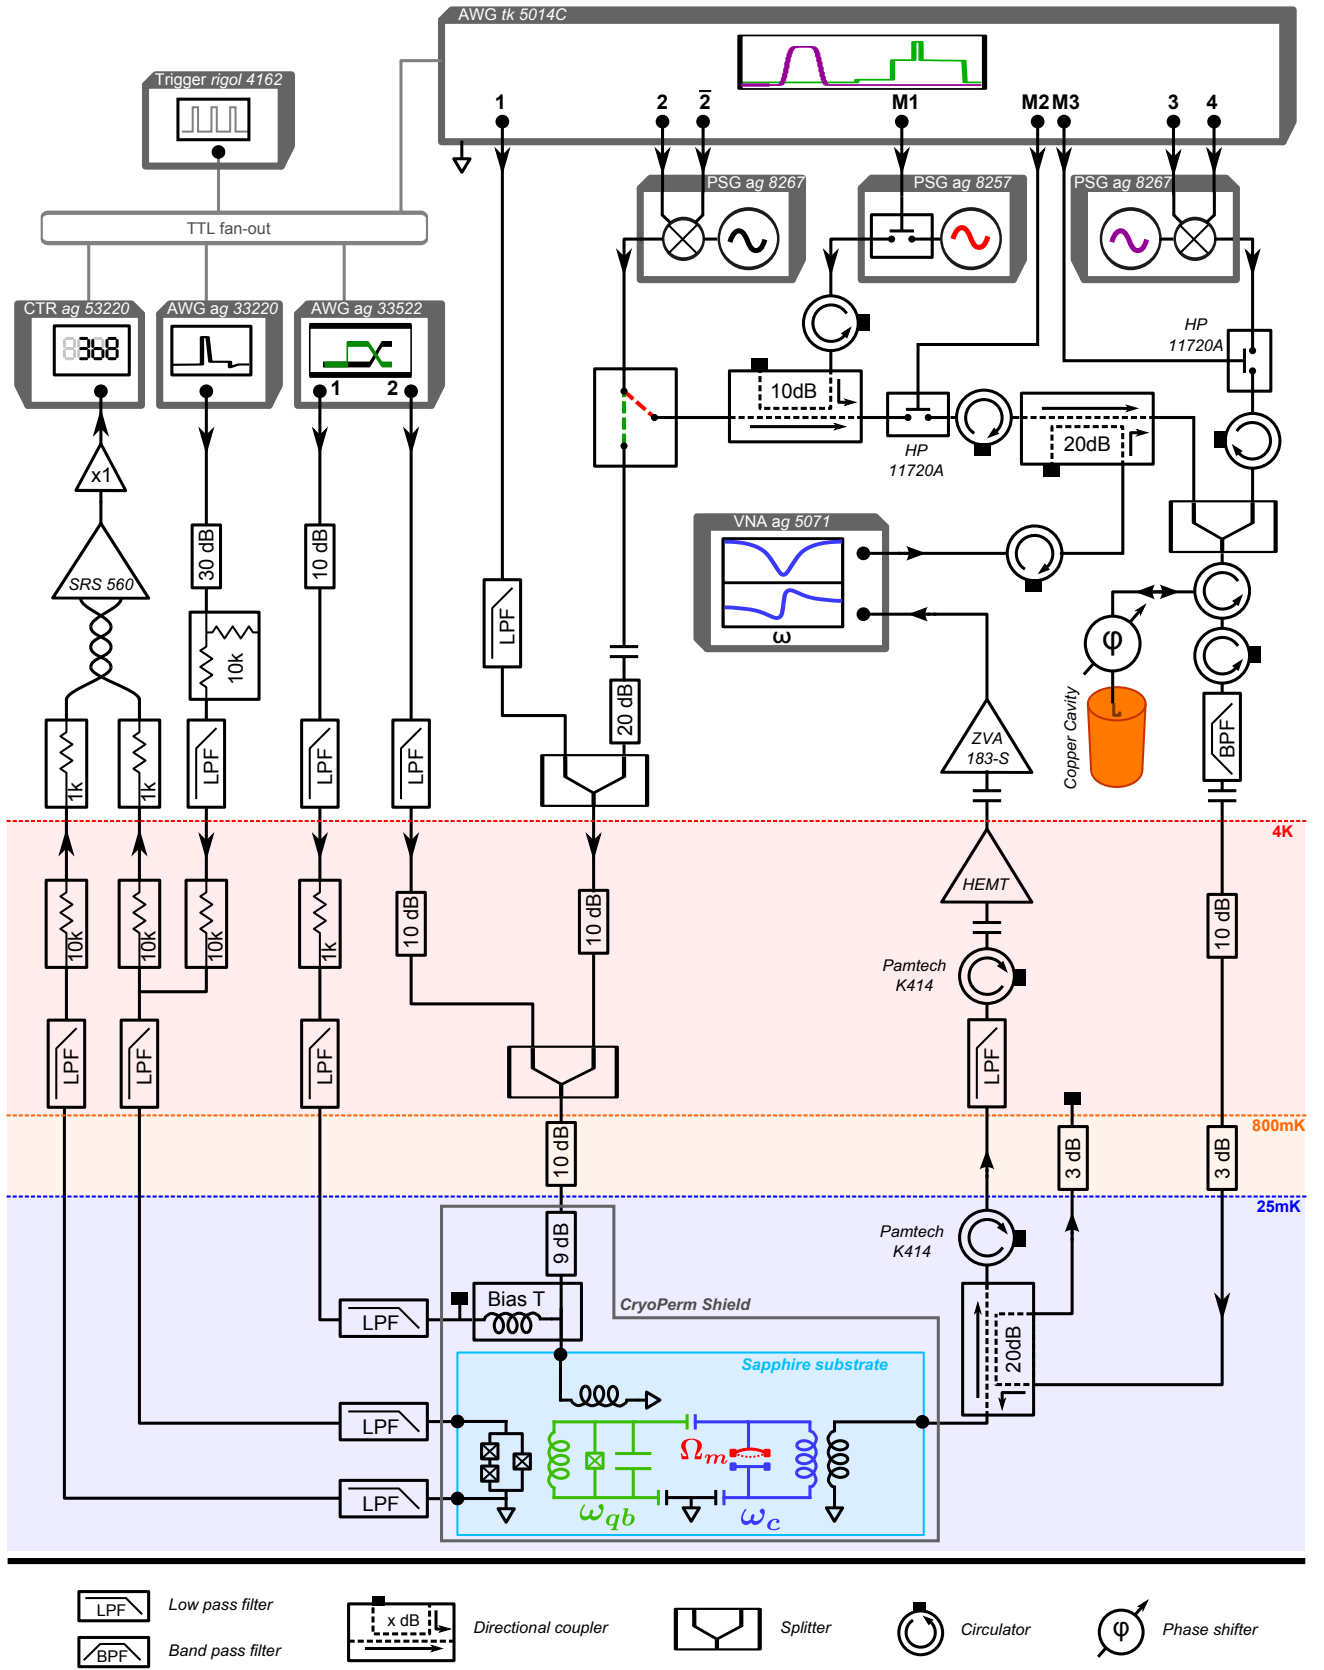 AWG tk 5014C
Trigger rigol 4162
1
2
2̅
M1
M2
M3
3
4
PSG ag 8267
PSG ag 8257
PSG ag 8267
TTL fan-out
CTR ag 53220
AWG ag 33220
AWG ag 33522
368
1
2
HP
11720A
10dB
HP
11720A
20dB
x1
SRS 560
30 dB
10 dB
10k
VNA ag 5071
ω
LPF
20 dB
φ
Copper Cavity
BPF
1k
1k
LPF
LPF
LPF
ZVA
183-S
4K
HEMT
10k
10k
10k
1k
10 dB
10 dB
10 dB
Pamtech
K414
LPF
LPF
LPF
LPF
800mK
10 dB
3 dB
3 dB
25mK
9 dB
Pamtech
K414
Bias T
CryoPerm Shield
LPF
20dB
Sapphire substrate
LPF
Ωm
LPF
ωqb
ωc
LPF
Low pass filter
BPF
Band pass filter
x dB
Directional coupler
Splitter
Circulator
φ
Phase shifter